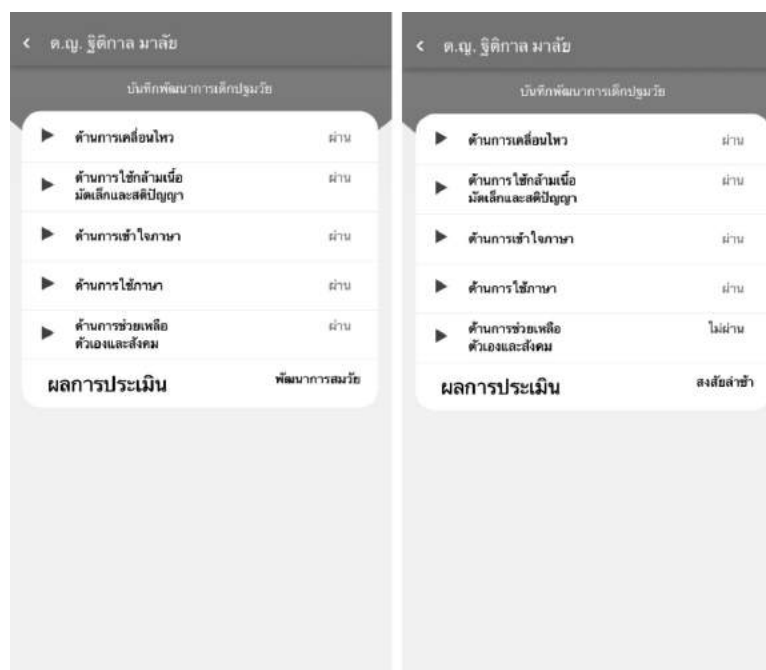 ด.ญ. ฐิติกาล มาลัย
บันทึกพัฒนาการเด็กปฐมวัย
ด้านการเคลื่อนไหว ผ่าน
ด้านการใช้กล้ามเนื้อ ผ่าน
มัดเล็กและสติปัญญา
ด้านการเข้าใจภาษา ผ่าน
ด้านการใช้ภาษา ผ่าน
ด้านการช่วยเหลือ ผ่าน
ตัวเองและสังคม
ผลการประเมิน พัฒนาการสมวัย
ด.ญ. ฐิติกาล มาลัย
บันทึกพัฒนาการเด็กปฐมวัย
ด้านการเคลื่อนไหว ผ่าน
ด้านการใช้กล้ามเนื้อ ผ่าน
มัดเล็กและสติปัญญา
ด้านการเข้าใจภาษา ผ่าน
ด้านการใช้ภาษา ผ่าน
ด้านการช่วยเหลือ ไม่ผ่าน
ตัวเองและสังคม
ผลการประเมิน สงสัยล่าช้า